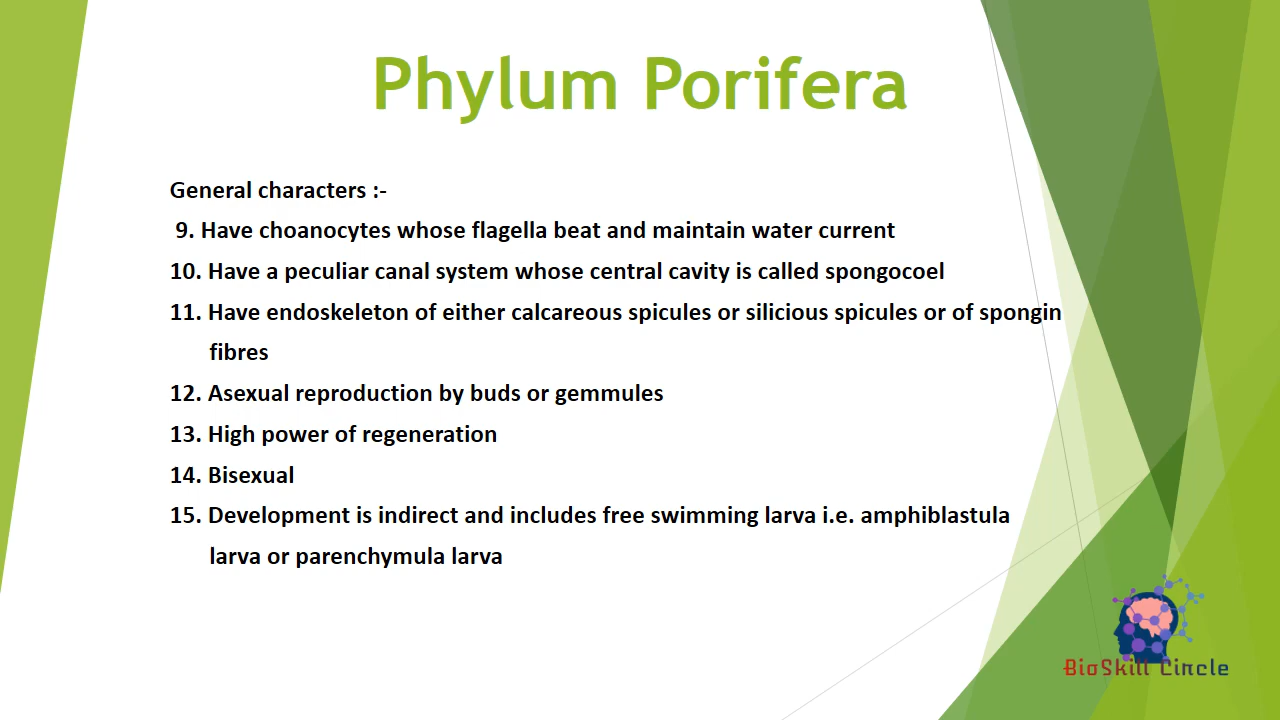 Phylum Porifera
General characters :-
9. Have choanocytes whose flagella beat and maintain water current
10. Have a peculiar canal system whose central cavity is called spongocoel
11. Have endoskeleton of either calcareous spicules or silicious spicules or of spongin
fibres
12. Asexual reproduction by buds or gemmules
13. High power of regeneration
14. Bisexual
15. Development is indirect and includes free swimming larva i.e. amphiblastula
larva or parenchymula larva
BioSkill Circle